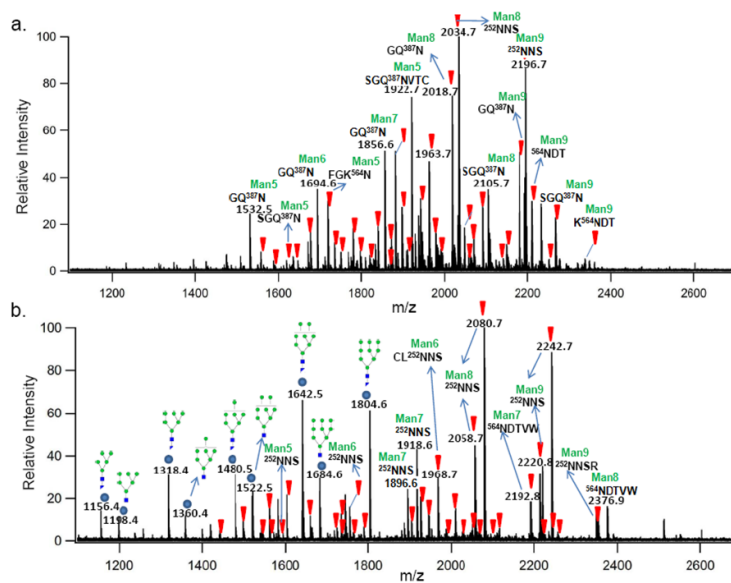 a.
Relative Intensity
100
80
60
40
20
0
Man8
2034.7
252NNS
Man9
252NNS
2196.7
Man8
GQ387N
2018.7
Man5
SGQ387NVTC
1922.7
GQ387N
Man9
564NDT
Man7
GQ387N
1856.6
1963.7
Man6
GQ387N
1694.6
Man5
FGK564N
Man8
SGQ387N
2105.7
Man9
SGQ387N
Man5
GQ387N
1532.5
Man5
SGQ387N
Man9
K564NDT
1200 1400 1600 1800 2000 2200 2400 2600
m/z
b.
Relative Intensity
100
80
60
40
20
0
2080.7
2242.7
Man6
CL252NNS
Man8
252NNS
Man9
252NNS
1642.5
1804.6
Man7
564NDTVW
Man7
252NNS
1918.6
2058.7
Man9
252NNSR
1318.4
1480.5
1522.5
Man5
252NNS
1684.6
Man6
252NNS
Man7
252NNS
1896.6
1968.7
2220.8
2192.8
Man8
564NDTVW
2376.9
1156.4
1198.4
1360.4
1200 1400 1600 1800 2000 2200 2400 2600
m/z